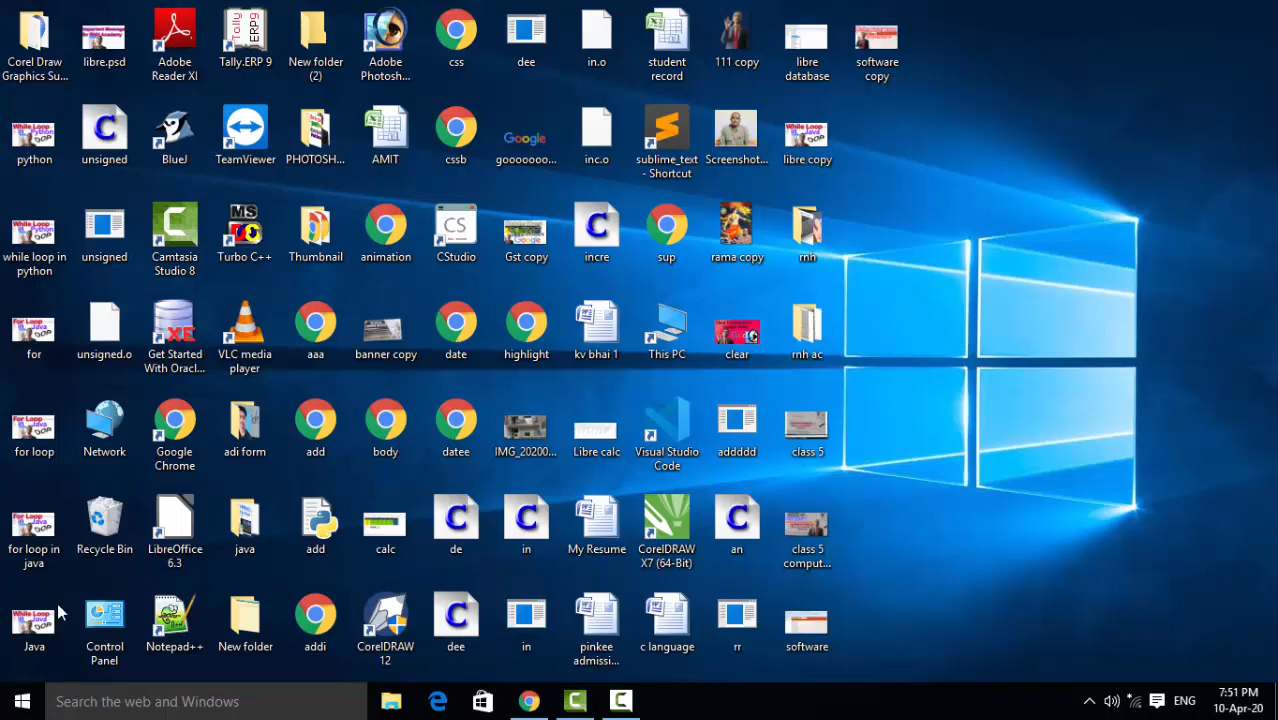 Corel Draw
Graphics Su...
libre.psd
Adobe
Reader XI
Tally.ERP 9
New folder
(2)
Adobe
Photosh...
css
dee
in.o
student
record
111 copy
libre
database
software
copy
python
unsigned
BlueJ
TeamViewer
PHOTOSH...
AMIT
cssb
Google
gooooooo...
inc.o
sublime_text
- Shortcut
Screenshot...
libre copy
while loop in
python
unsigned
Camtasia
Studio 8
Turbo C++
Thumbnail
animation
CStudio
Gst copy
incre
sup
rama copy
rnh
for
unsigned.o
Get Started
With Oracl...
VLC media
player
aaa
banner copy
date
highlight
kv bhai 1
This PC
clear
rnh ac
for loop
Network
Google
Chrome
adi form
add
body
datee
IMG_20200...
Libre calc
Visual Studio
Code
addddd
class 5
for loop in
java
Recycle Bin
LibreOffice
6.3
java
add
calc
de
in
My Resume
CorelDRAW
X7 (64-Bit)
an
class 5
comput...
Java
Control
Panel
Notepad++
New folder
addi
CorelDRAW
12
dee
in
pinkee
admissi...
c language
rr
software
Search the web and Windows
ENG
7:51 PM
10-Apr-20